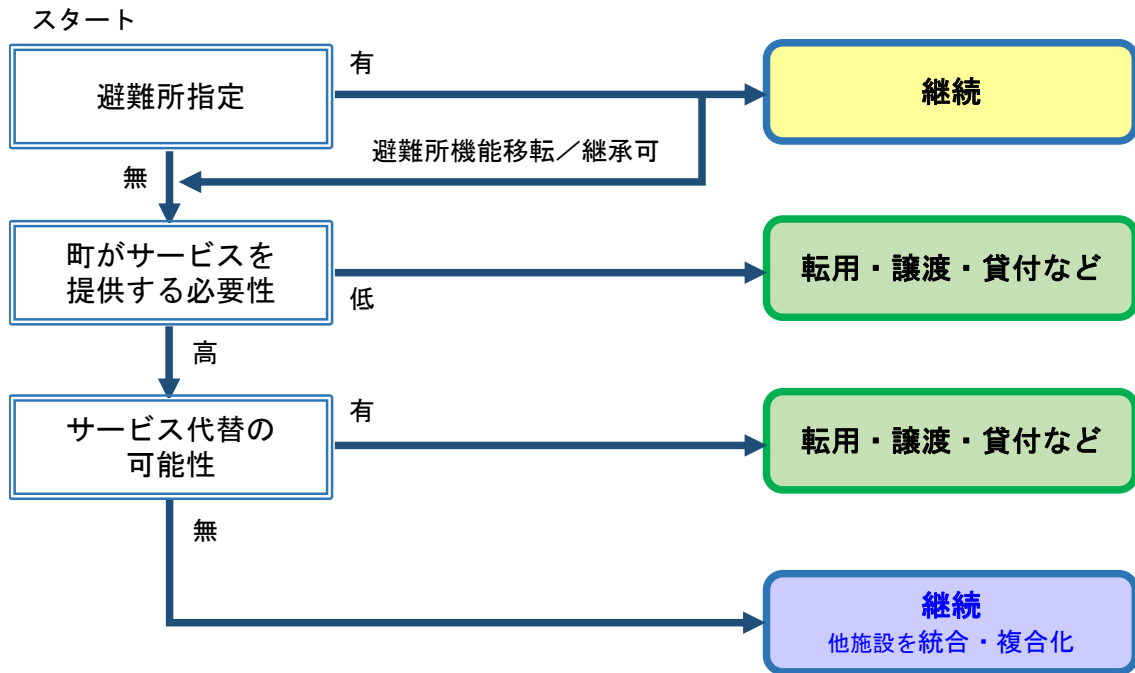 スタート
避難所指定
有
継続
避難所機能移転／継承可
無
町がサービスを
提供する必要性
低
転用・譲渡・貸付など
高
サービス代替の
可能性
有
転用・譲渡・貸付など
無
継続
他施設を統合・複合化